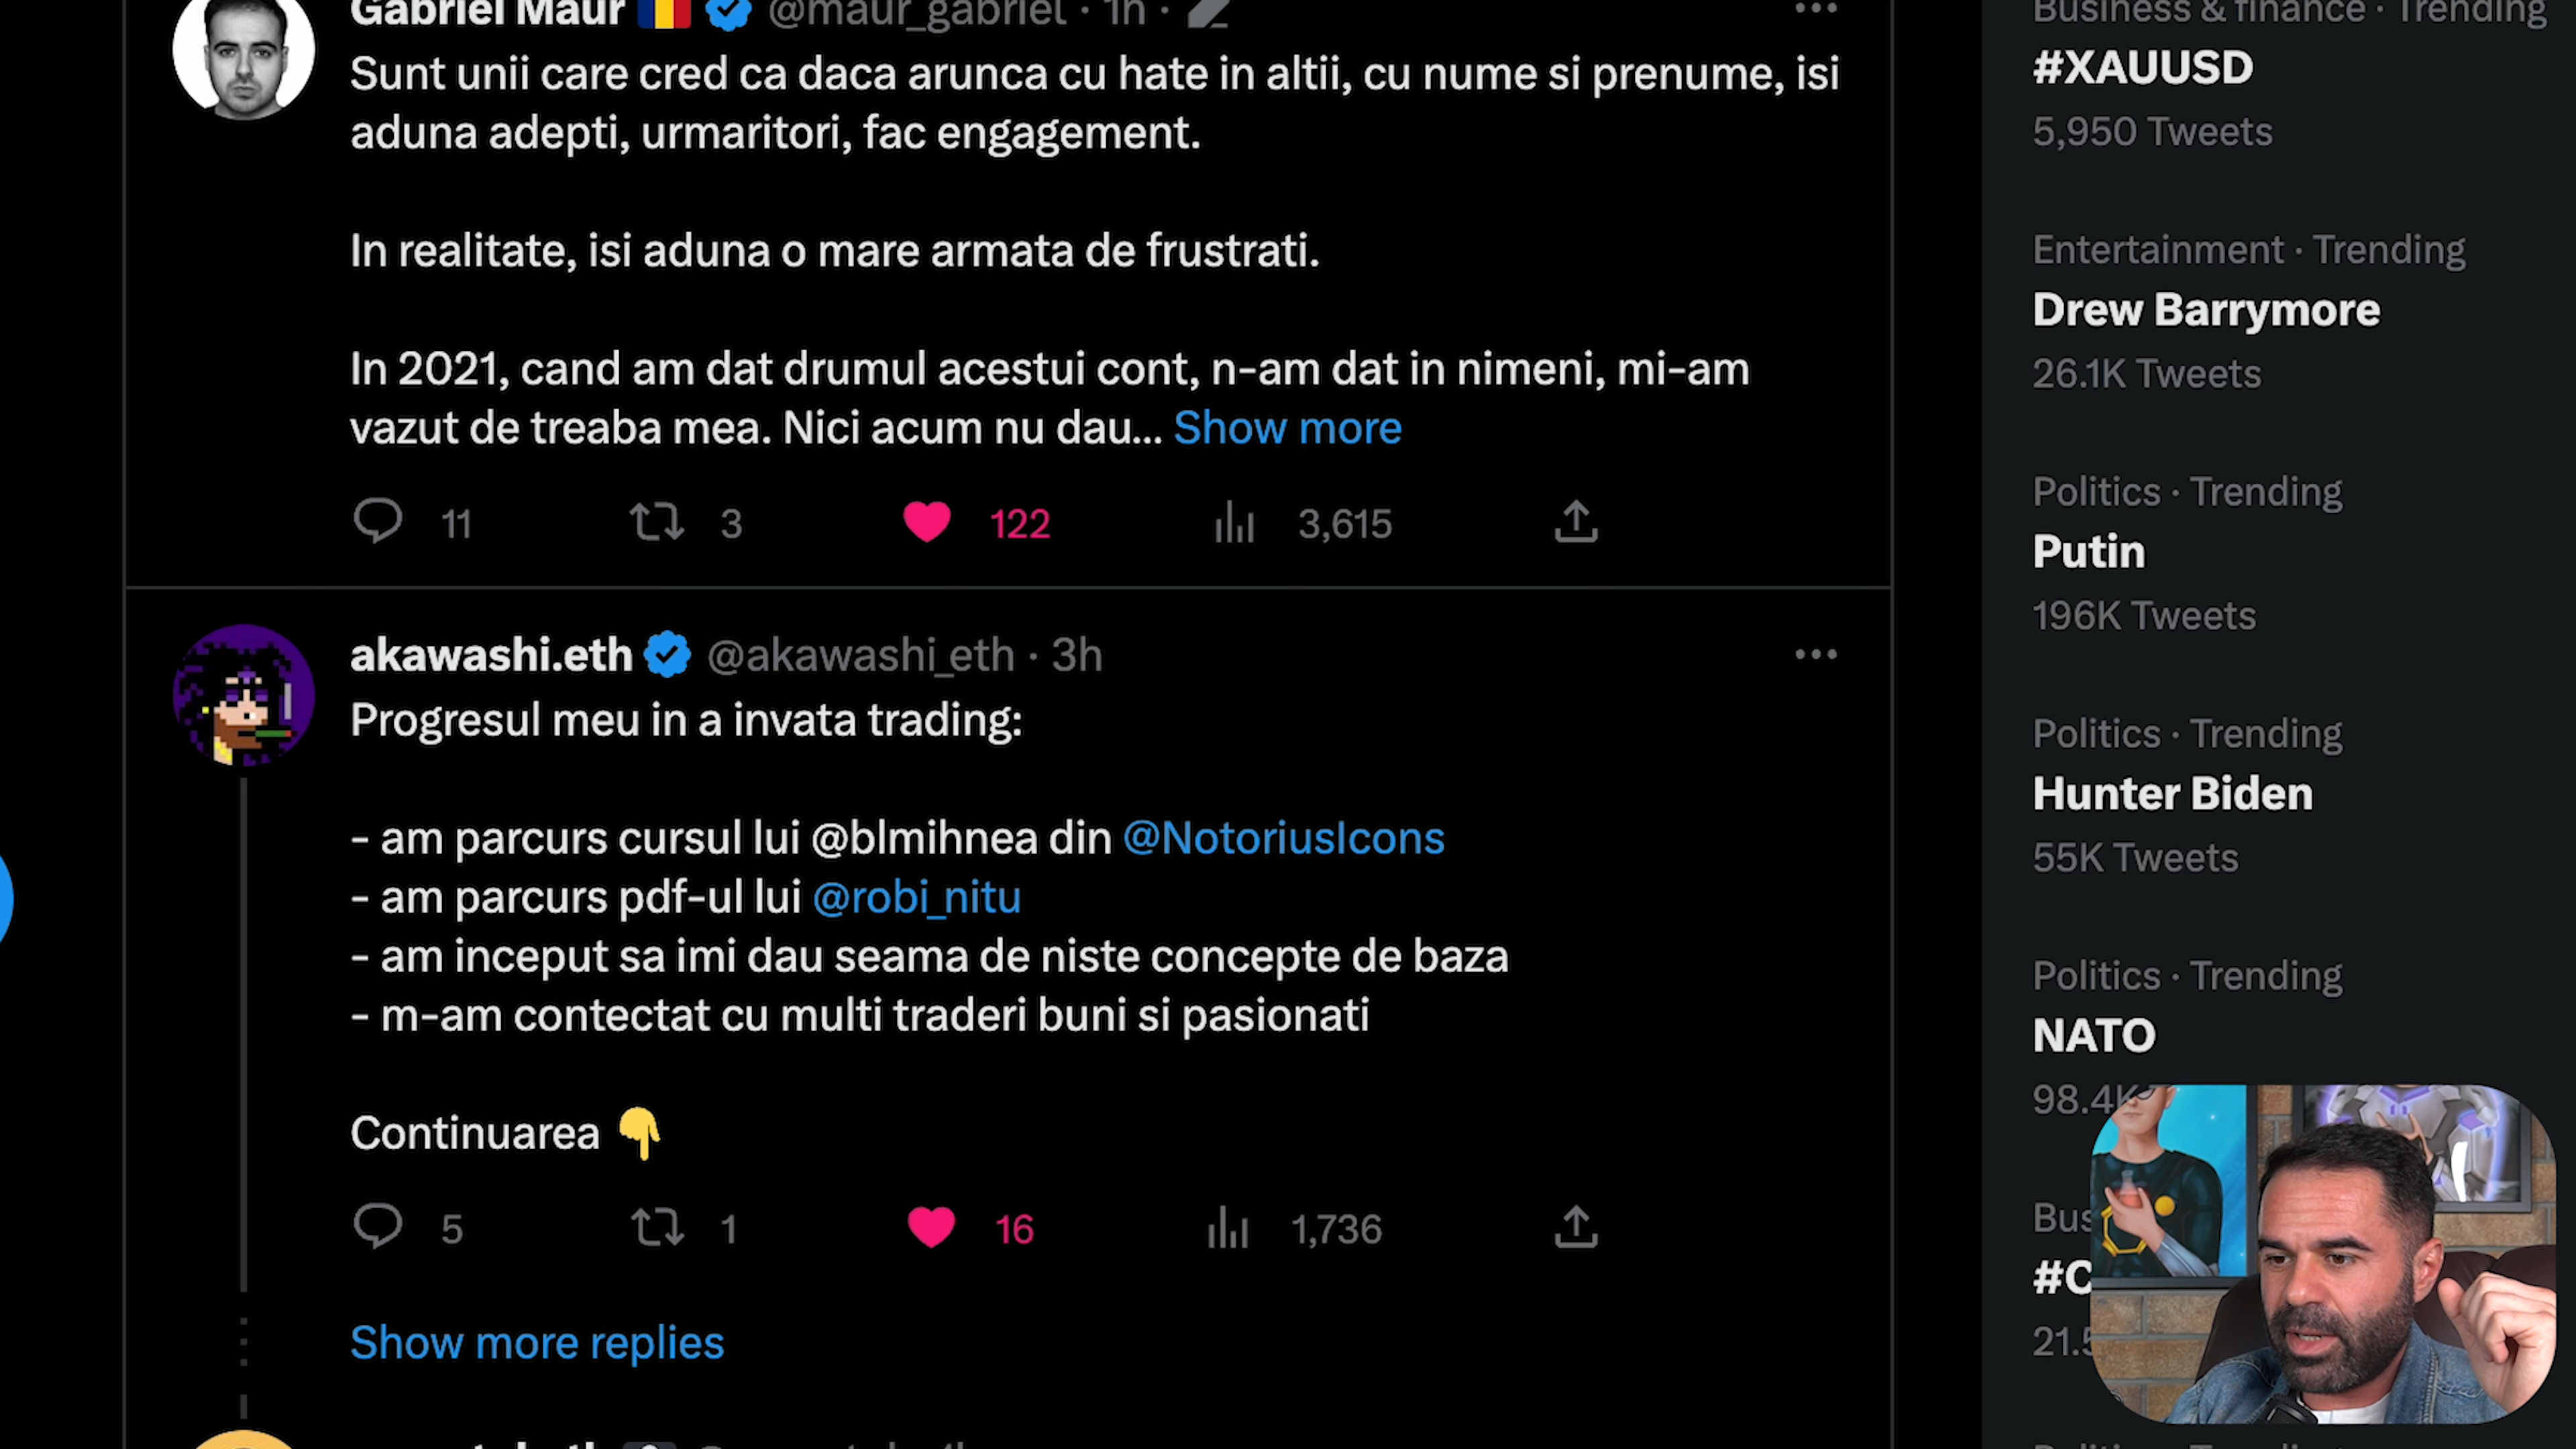 Gabriel Maur @maur_gabriel · 1h ·
Sunt unii care cred ca daca arunca cu hate in altii, cu nume si prenume, isi
aduna adepti, urmaritori, fac engagement.
In realitate, isi aduna o mare armata de frustrati.
In 2021, cand am dat drumul acestui cont, n-am dat in nimeni, mi-am
vazut de treaba mea. Nici acum nu dau... Show more
11 3 122 3,615
akawashi.eth @akawashi_eth · 3h
Progresul meu in a invata trading:
- am parcurs cursul lui @blmihnea din @NotoriusIcons
- am parcurs pdf-ul lui @robi_nitu
- am inceput sa imi dau seama de niste concepte de baza
- m-am contectat cu multi traderi buni si pasionati
Continuarea 👇
5 1 16 1,736
Show more replies
Business & finance · Trending
#XAUUSD
5,950 Tweets
Entertainment · Trending
Drew Barrymore
26.1K Tweets
Politics · Trending
Putin
196K Tweets
Politics · Trending
Hunter Biden
55K Tweets
Politics · Trending
NATO
98.4K
Bus
#C
21.5